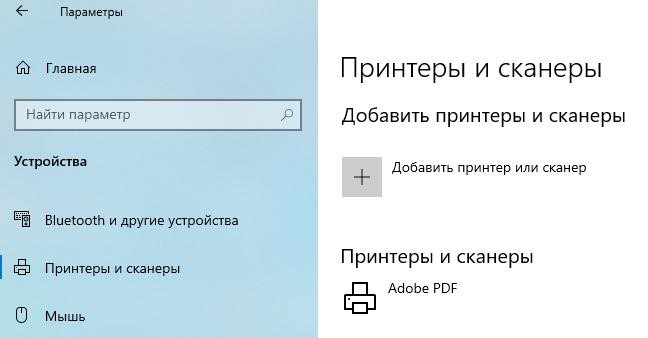 Параметры
Главная
Найти параметр
Устройства
Bluetooth и другие устройства
Принтеры и сканеры
Мышь
Принтеры и сканеры
Добавить принтеры и сканеры
Добавить принтер или сканер
Принтеры и сканеры
Adobe PDF